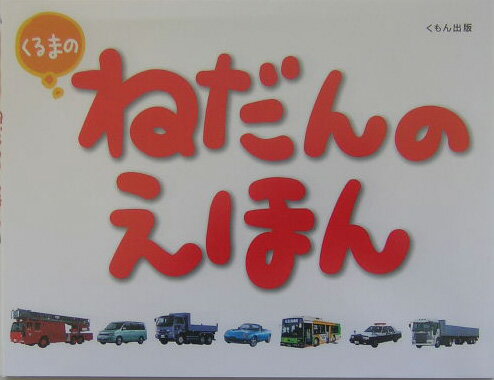 くもん出版
くるまの
ねだんの
えほん